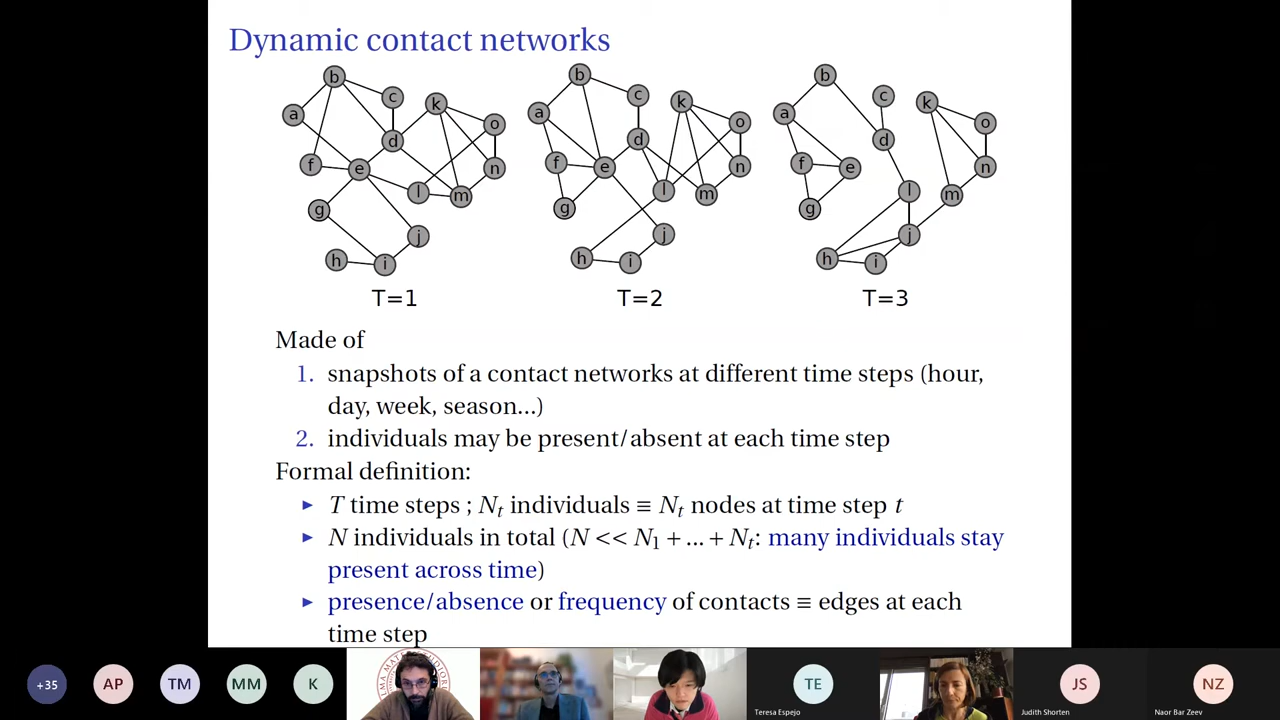 Dynamic contact networks
b
a
c
k
o
d
f
e
n
l
m
g
j
h
i
T=1
b
a
c
k
o
d
f
e
n
l
m
g
j
h
i
T=2
b
a
c
k
o
d
f
e
n
l
m
g
j
h
i
T=3
Made of
1. snapshots of a contact networks at different time steps (hour,
day, week, season...)
2. individuals may be present/absent at each time step
Formal definition:
▶ T time steps ; Nₜ individuals ≡ Nₜ nodes at time step t
▶ N individuals in total (N << N₁ + ... + Nₜ: many individuals stay
present across time)
▶ presence/absence or frequency of contacts ≡ edges at each
time step
+35
AP
TM
MM
K
TE
Teresa Espejo
JS
Judith Shorten
NZ
Naor Bar Zeev